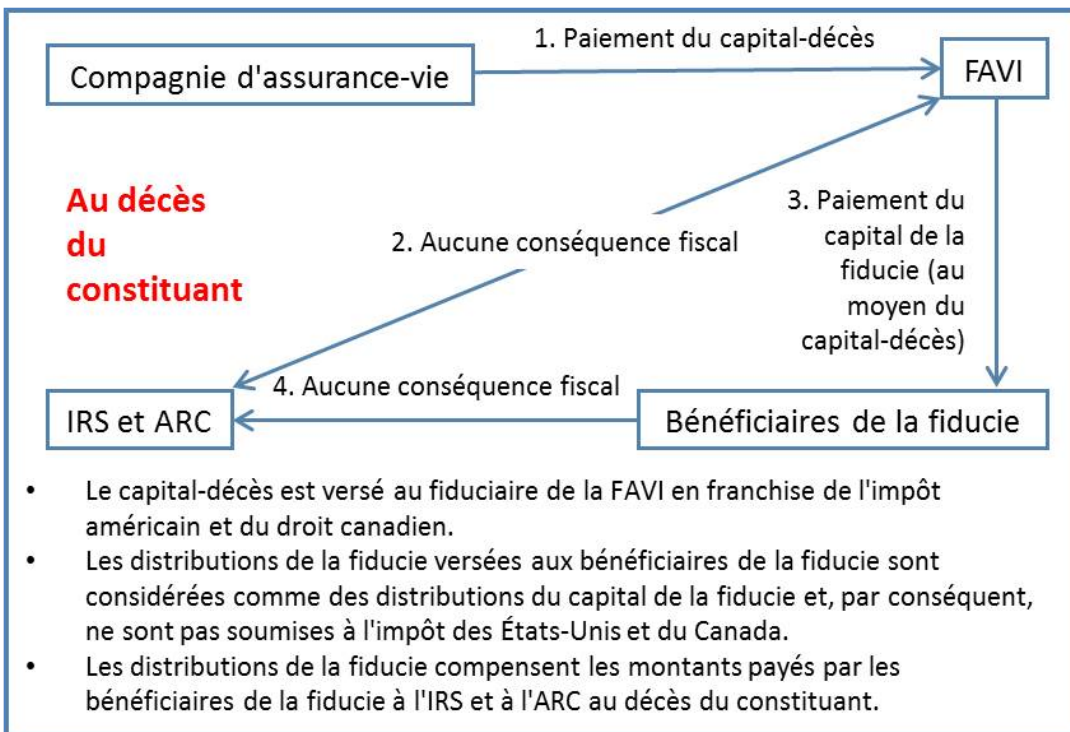 1. Paiement du capital-décès
Compagnie d'assurance-vie
FAVI
Au décès
du
constituant
2. Aucune conséquence fiscal
3. Paiement du
capital de la
fiducie (au
moyen du
capital-décès)
4. Aucune conséquence fiscal
IRS et ARC
Bénéficiaires de la fiducie
• Le capital-décès est versé au fiduciaire de la FAVI en franchise de l'impôt
américain et du droit canadien.
• Les distributions de la fiducie versées aux bénéficiaires de la fiducie sont
considérées comme des distributions du capital de la fiducie et, par conséquent,
ne sont pas soumises à l'impôt des États-Unis et du Canada.
• Les distributions de la fiducie compensent les montants payés par les
bénéficiaires de la fiducie à l'IRS et à l'ARC au décès du constituant.